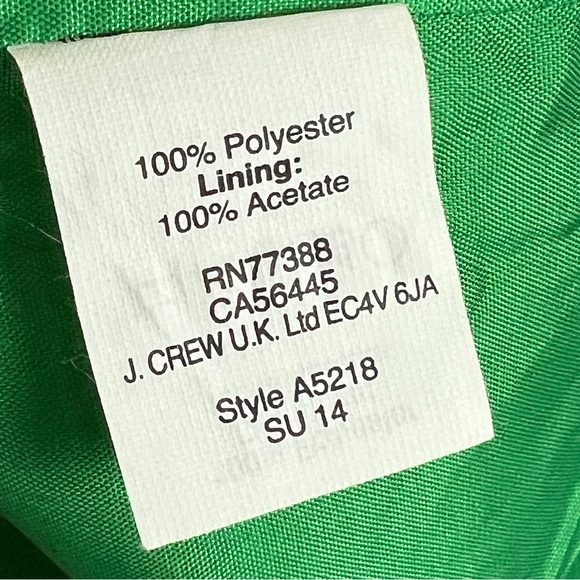 100% Polyester
Lining:
100% Acetate
RN77388
CA56445
J. CREW U.K. Ltd EC4V 6JA
Style A5218
SU 14